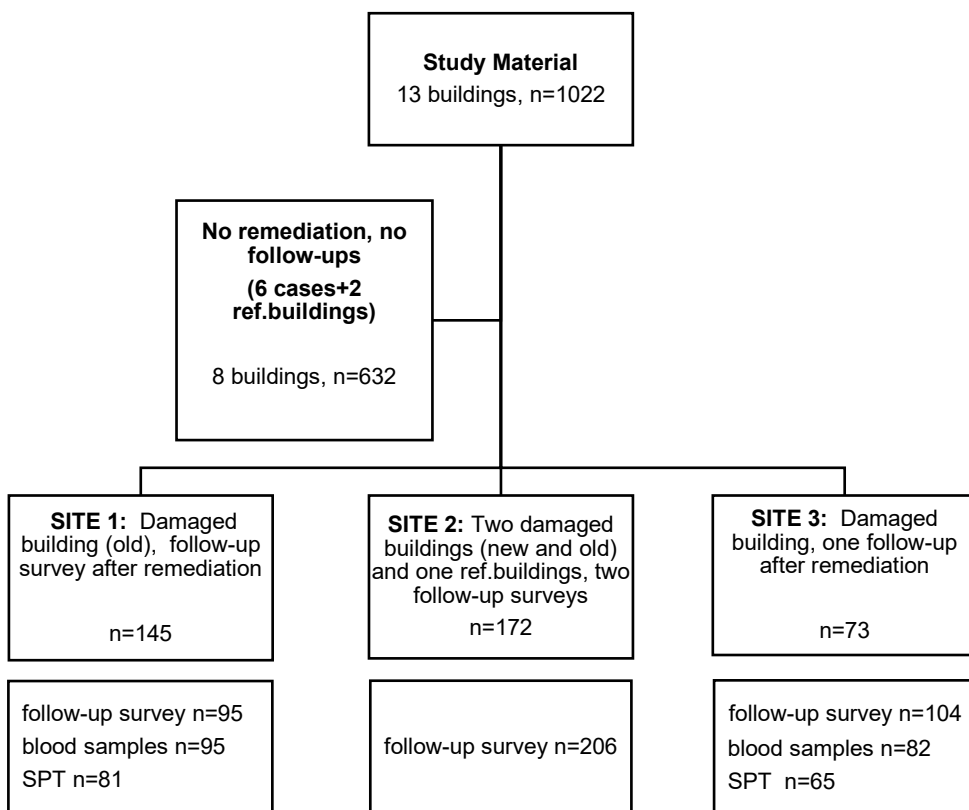 Study Material
13 buildings, n=1022
No remediation, no
follow-ups
(6 cases+2
ref.buildings)
8 buildings, n=632
SITE 1: Damaged
building (old), follow-up
survey after remediation
n=145
SITE 2: Two damaged
buildings (new and old)
and one ref.buildings, two
follow-up surveys
n=172
SITE 3: Damaged
building, one follow-up
after remediation
n=73
follow-up survey n=95
blood samples n=95
SPT n=81
follow-up survey n=206
follow-up survey n=104
blood samples n=82
SPT n=65